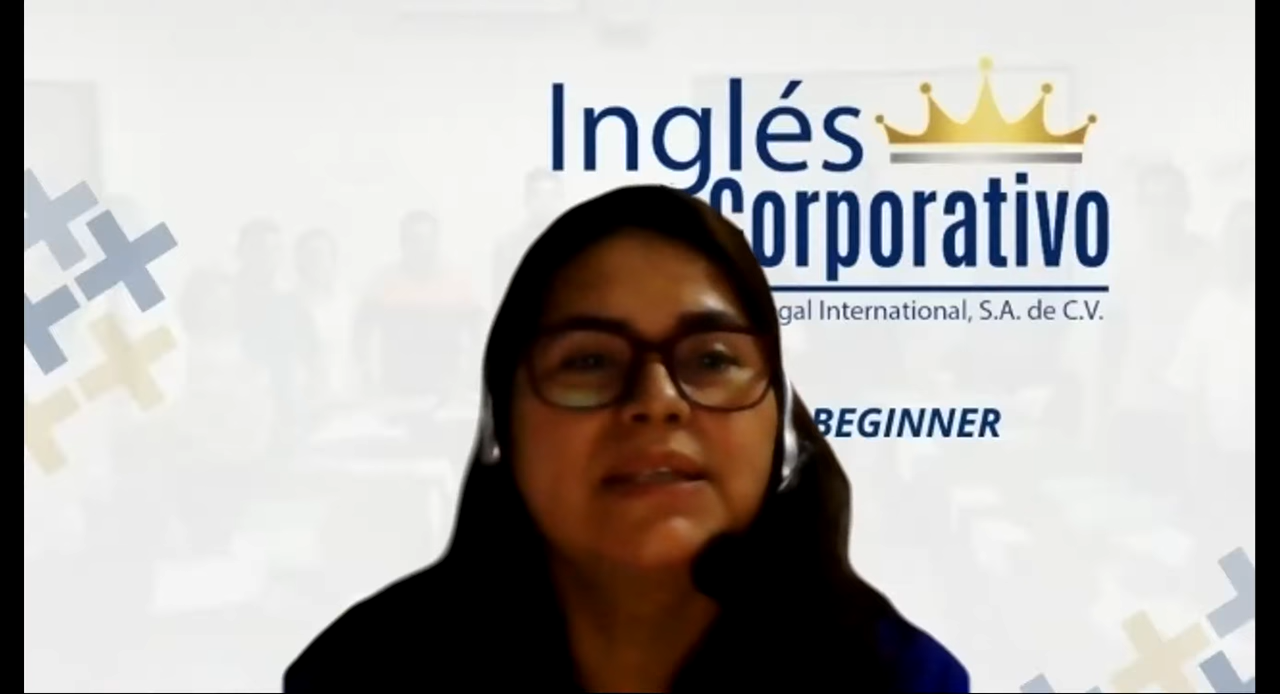 Inglés
Corporativo
gal International, S.A. de C.V.
BEGINNER